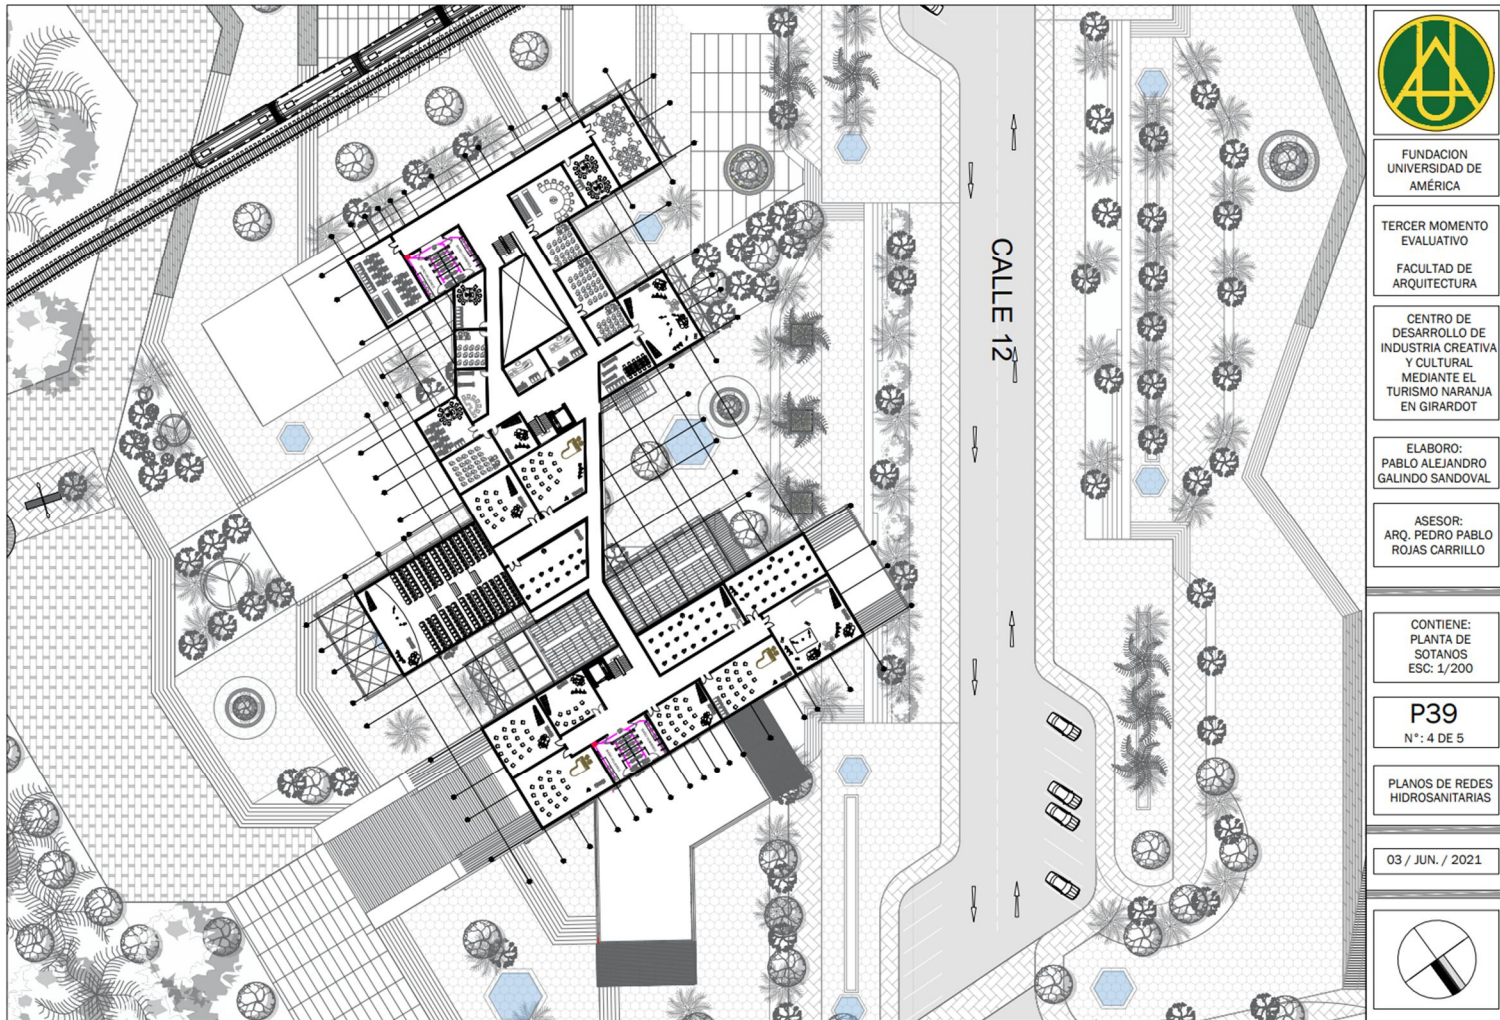 CALLE 12
FUNDACION
UNIVERSIDAD DE
AMÉRICA
TERCER MOMENTO
EVALUATIVO
FACULTAD DE
ARQUITECTURA
CENTRO DE
DESARROLLO DE
INDUSTRIA CREATIVA
Y CULTURAL
MEDIANTE EL
TURISMO NARANJA
EN GIRARDOT
ELABORO:
PABLO ALEJANDRO
GALINDO SANDOVAL
ASESOR:
ARQ. PEDRO PABLO
ROJAS CARRILLO
CONTIENE:
PLANTA DE
SOTANOS
ESC: 1/200
P39
N°: 4 DE 5
PLANOS DE REDES
HIDROSANITARIAS
03 / JUN. / 2021